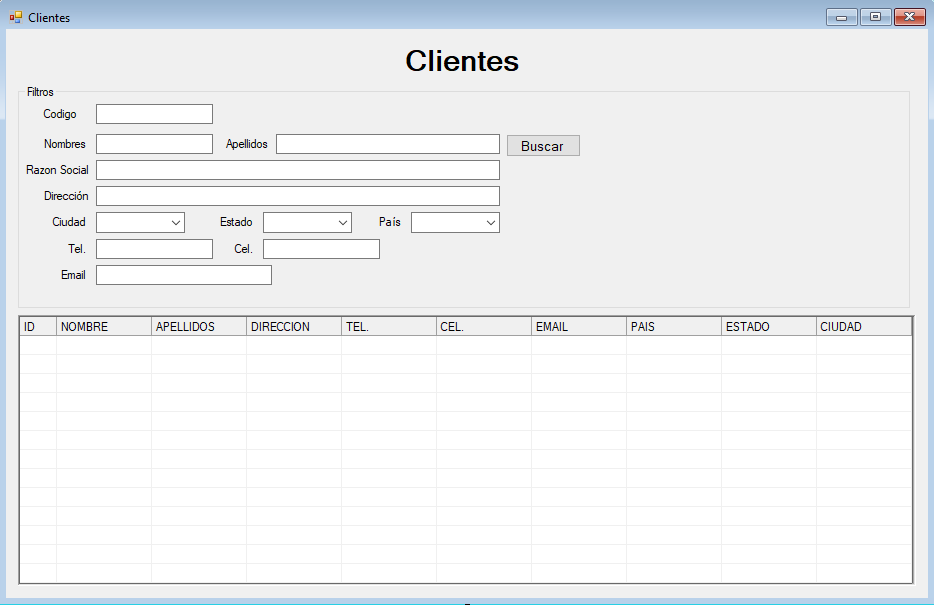 Clientes
Clientes
Filtros
Codigo
Nombres Apellidos Buscar
Razon Social
Dirección
Ciudad Estado País
Tel. Cel.
Email
ID NOMBRE APELLIDOS DIRECCION TEL. CEL. EMAIL PAIS ESTADO CIUDAD